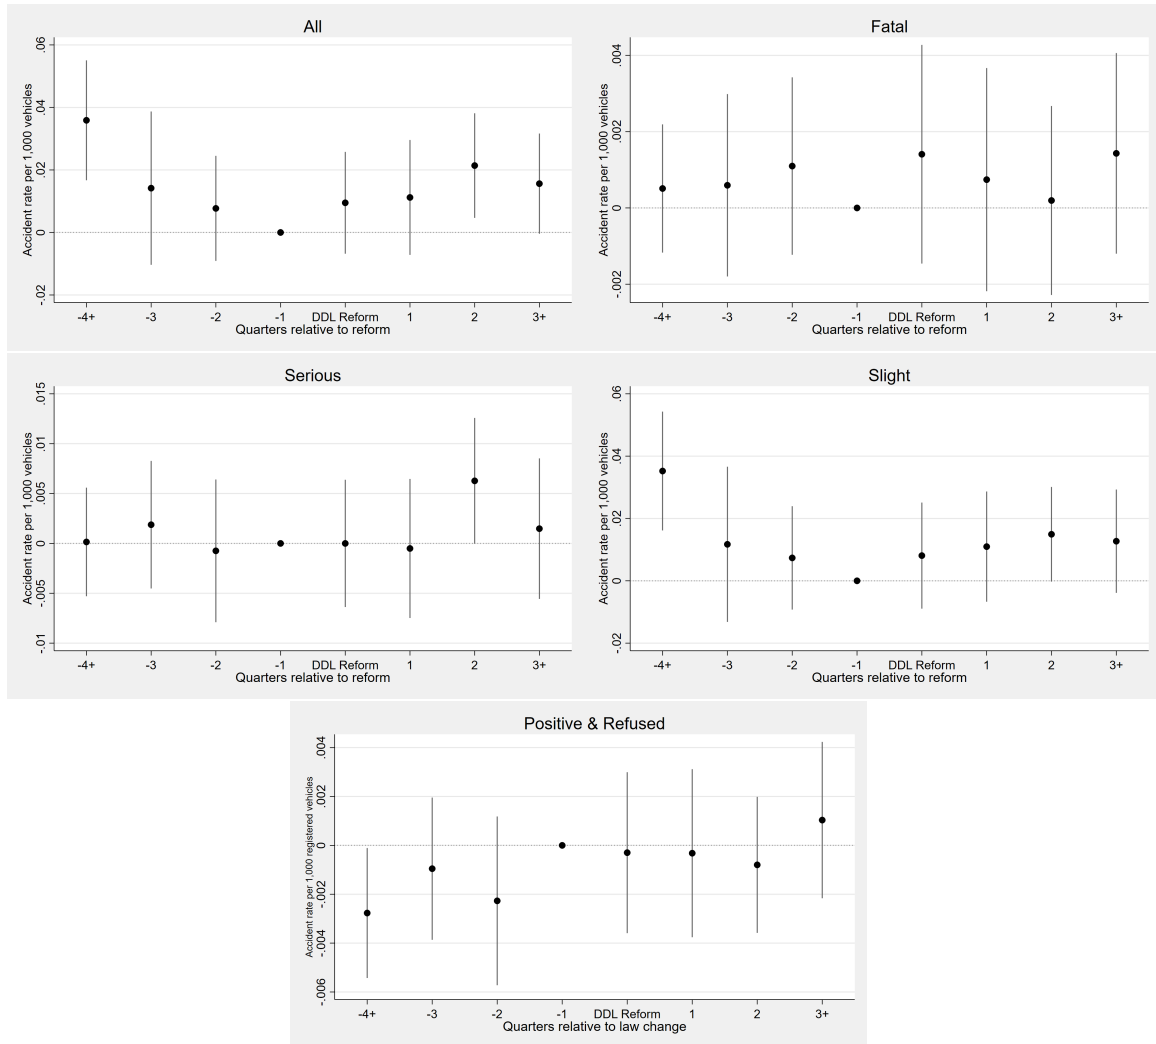 All
Accident rate per 1,000 vehicles
.06
.04
.02
0
-.02
-4+ -3 -2 -1 DDL Reform 1 2 3+
Quarters relative to reform
Fatal
Accident rate per 1,000 vehicles
.004
.002
0
-.002
-4+ -3 -2 -1 DDL Reform 1 2 3+
Quarters relative to reform
Serious
Accident rate per 1,000 vehicles
.015
.01
.005
0
-.005
-.01
-4+ -3 -2 -1 DDL Reform 1 2 3+
Quarters relative to reform
Slight
Accident rate per 1,000 vehicles
.06
.04
.02
0
-.02
-4+ -3 -2 -1 DDL Reform 1 2 3+
Quarters relative to reform
Positive & Refused
Accident rate per 1,000 registered vehicles
.004
.002
0
-.002
-.004
-.006
-4+ -3 -2 -1 DDL Reform 1 2 3+
Quarters relative to law change